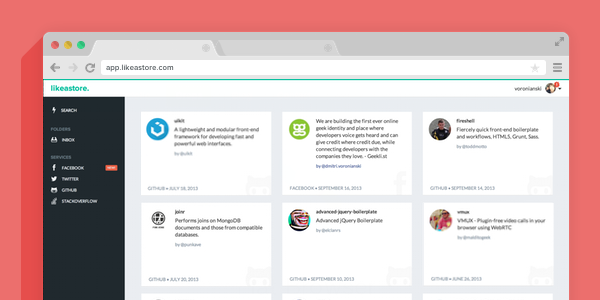 app.likeastore.com
likeastore.
voronianski
SEARCH
FOLDERS
INBOX
SERVICES
FACEBOOK
TWITTER
GITHUB
STACKOVERFLOW
uikit
A lightweight and modular front-end
framework for developing fast and
powerful web interfaces.
by @uikit
GITHUB • JULY 18, 2013
We are building the first ever online
geek identity and place where
developers voice gets heard and can
give credit where credit due, while
connecting developers with the
companies they love. - Geekli.st
by @dmitri.voronianski
FACEBOOK • SEPTEMBER 16, 2013
fireshell
Fiercely quick front-end boilerplate
and workflows. HTML5, Grunt, Sass.
by @toddmotto
GITHUB • SEPTEMBER 14, 2013
joinr
Performs joins on MongoDB
documents and those from compatible
databases.
by @punkave
GITHUB • JULY 20, 2013
advanced-jquery-boilerplate
Advanced jQuery Boilerplate
GITHUB • SEPTEMBER 10, 2013
vmux
VMUX - Plugin-free video calls in your
browser using WebRTC
GITHUB • JUNE 26, 2013